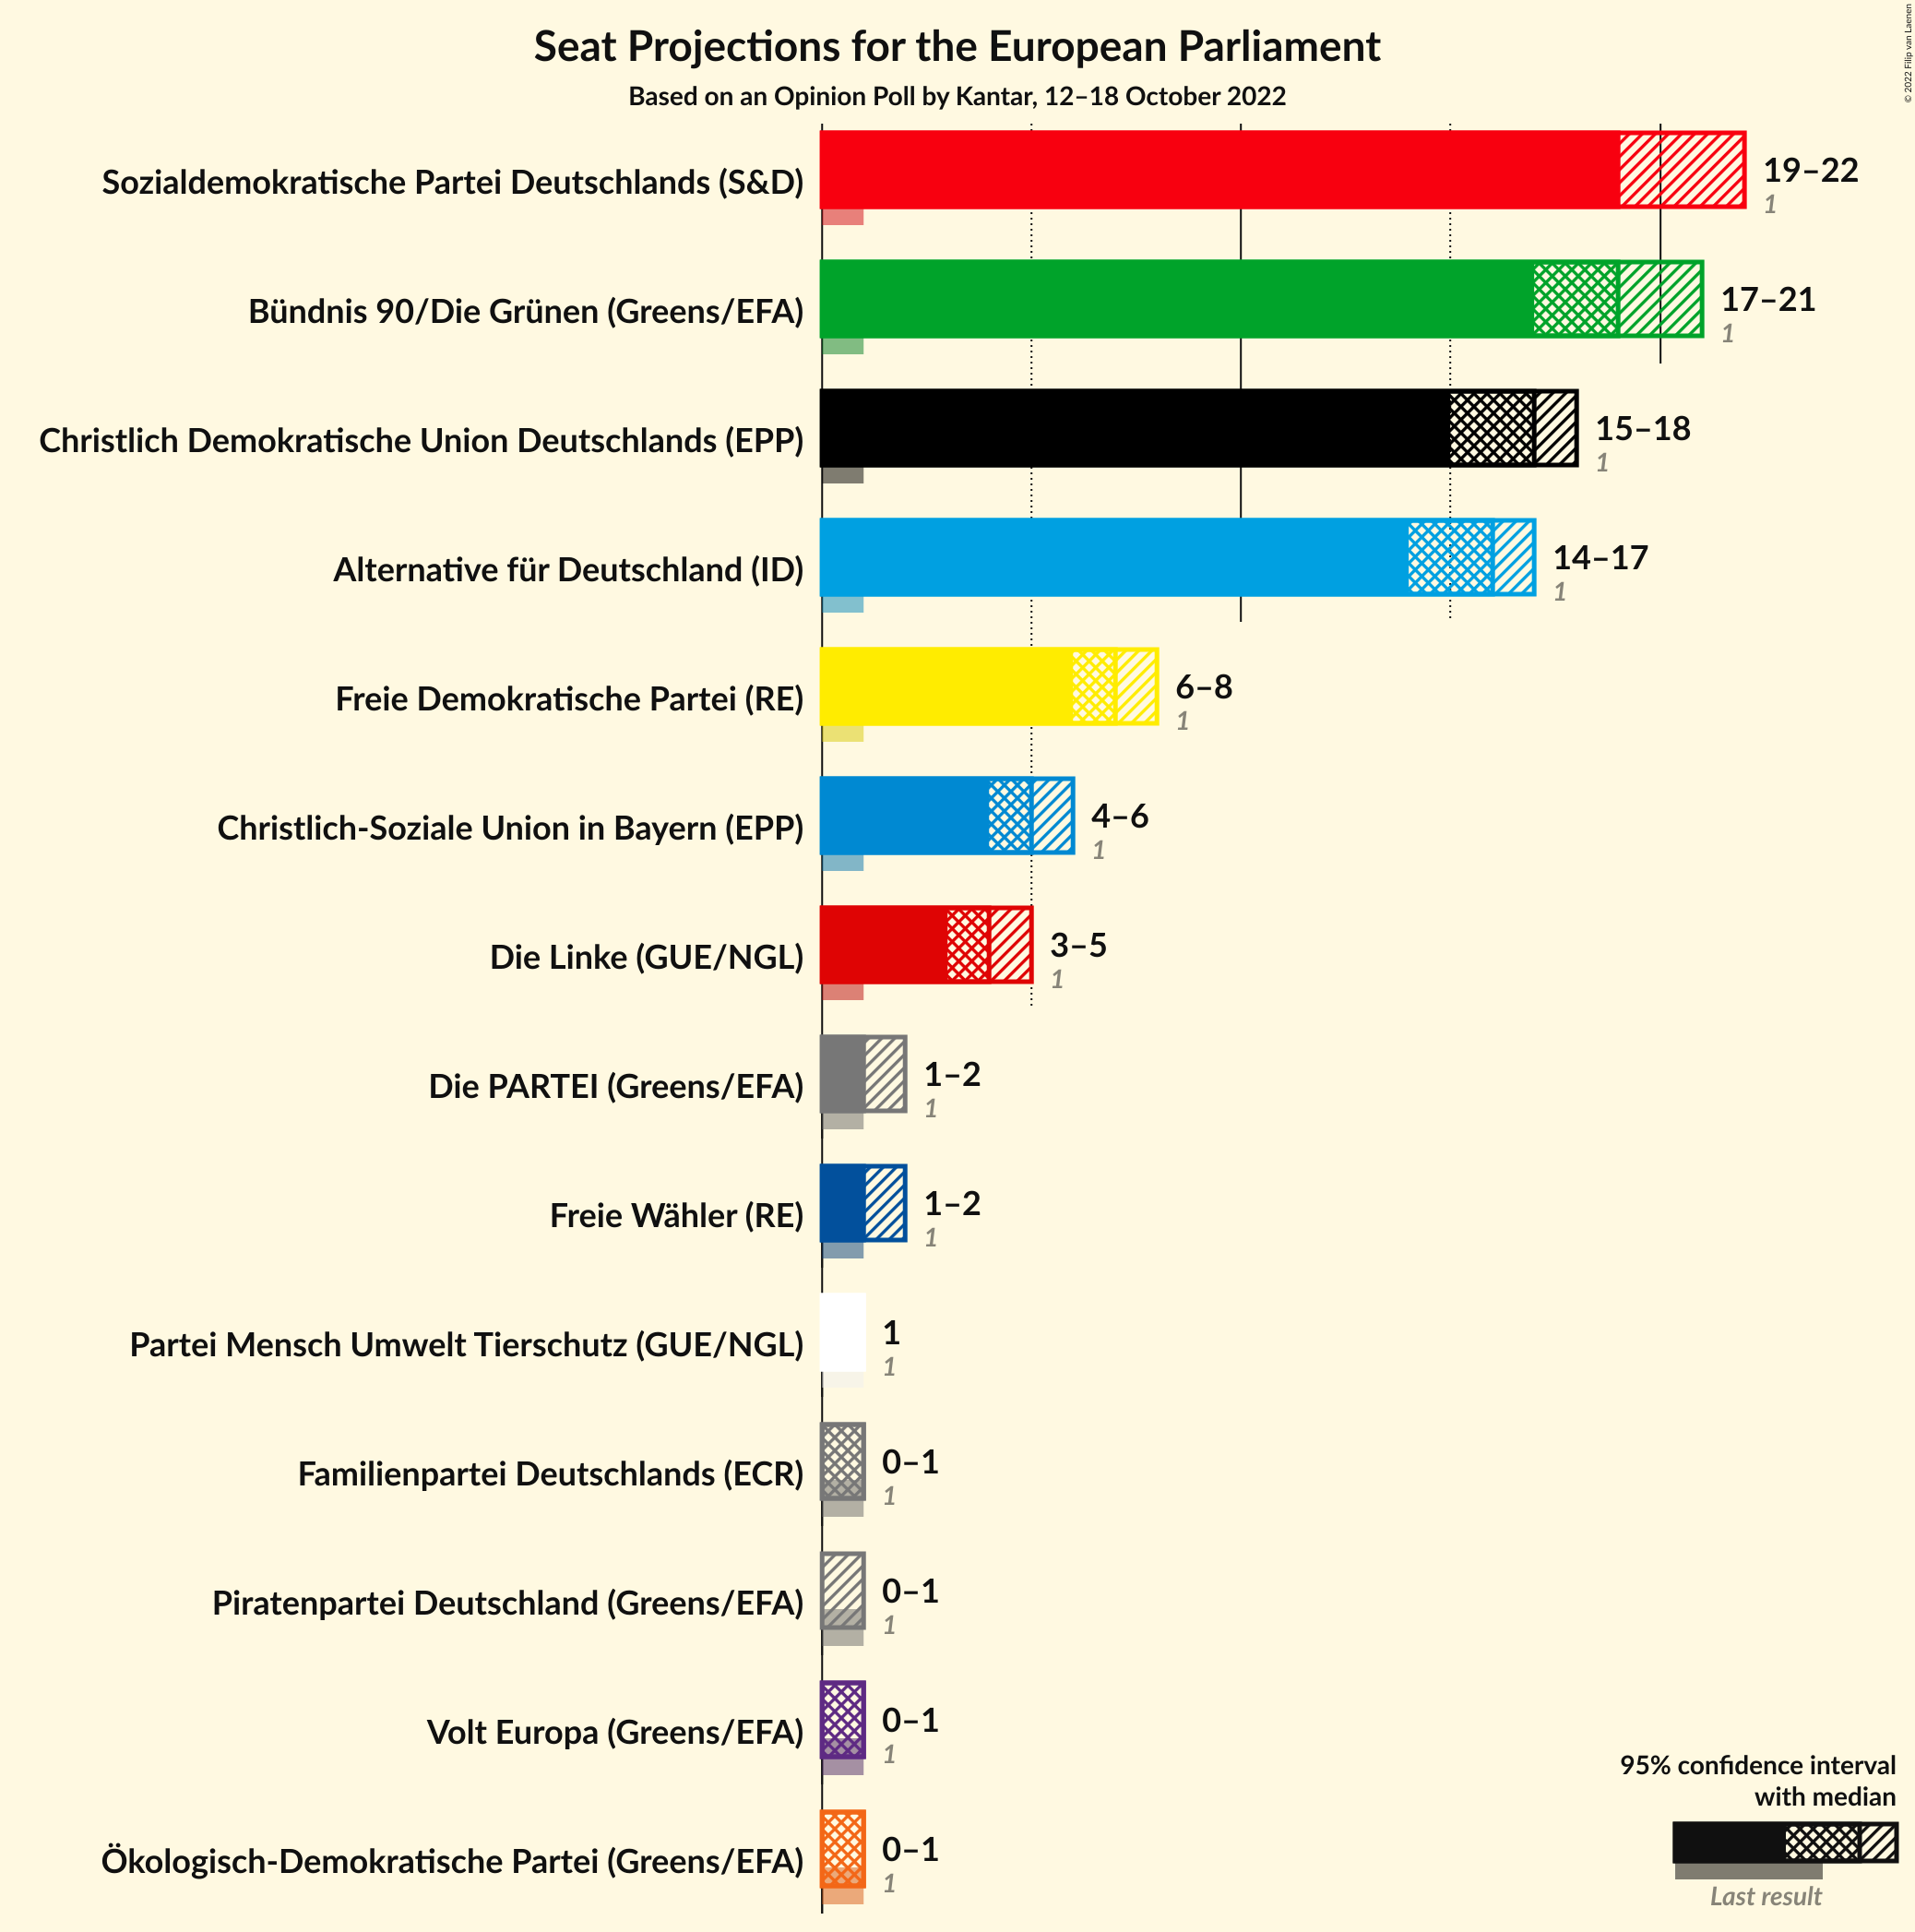 Seat Projections for the European Parliament
Based on an Opinion Poll by Kantar, 12–18 October 2022
© 2022 Filip van Laenen
Sozialdemokratische Partei Deutschlands (S&D)
19–22
1
Bündnis 90/Die Grünen (Greens/EFA)
17–21
1
Christlich Demokratische Union Deutschlands (EPP)
15–18
1
Alternative für Deutschland (ID)
14–17
1
Freie Demokratische Partei (RE)
6–8
1
Christlich-Soziale Union in Bayern (EPP)
4–6
1
Die Linke (GUE/NGL)
3–5
1
Die PARTEI (Greens/EFA)
1–2
1
Freie Wähler (RE)
1–2
1
Partei Mensch Umwelt Tierschutz (GUE/NGL)
1
1
Familienpartei Deutschlands (ECR)
0–1
1
Piratenpartei Deutschland (Greens/EFA)
0–1
1
Volt Europa (Greens/EFA)
0–1
1
Ökologisch-Demokratische Partei (Greens/EFA)
0–1
1
95% confidence interval
with median
Last result